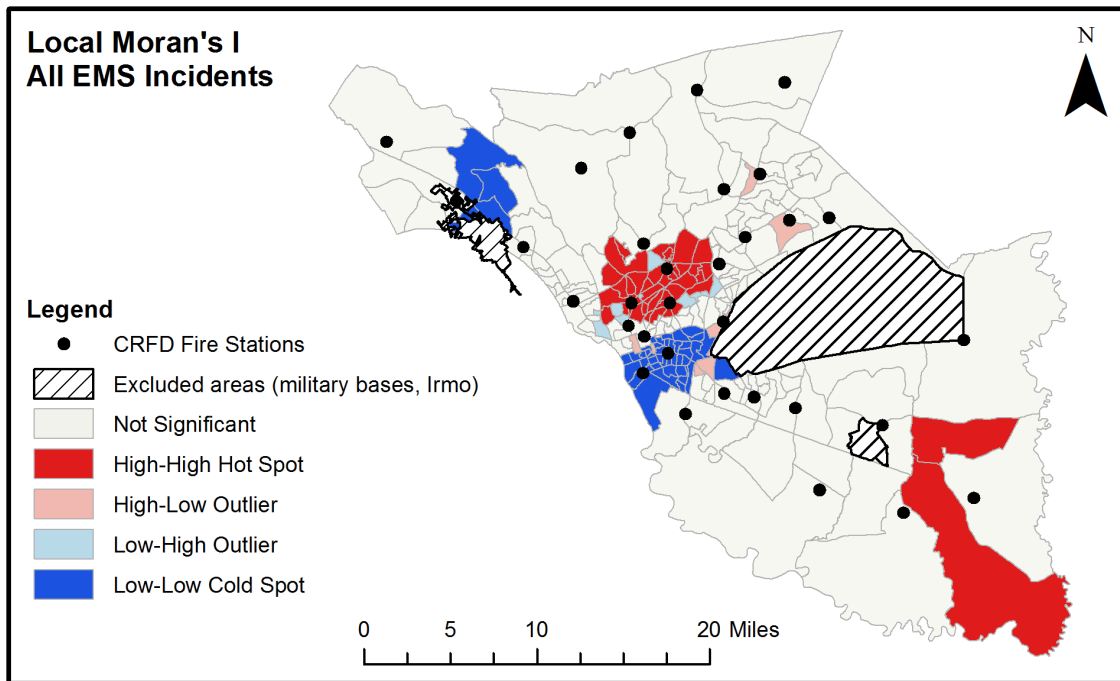 Local Moran's I
All EMS Incidents
N
Legend
CRFD Fire Stations
Excluded areas (military bases, Irmo)
Not Significant
High-High Hot Spot
High-Low Outlier
Low-High Outlier
Low-Low Cold Spot
0 5 10 20 Miles